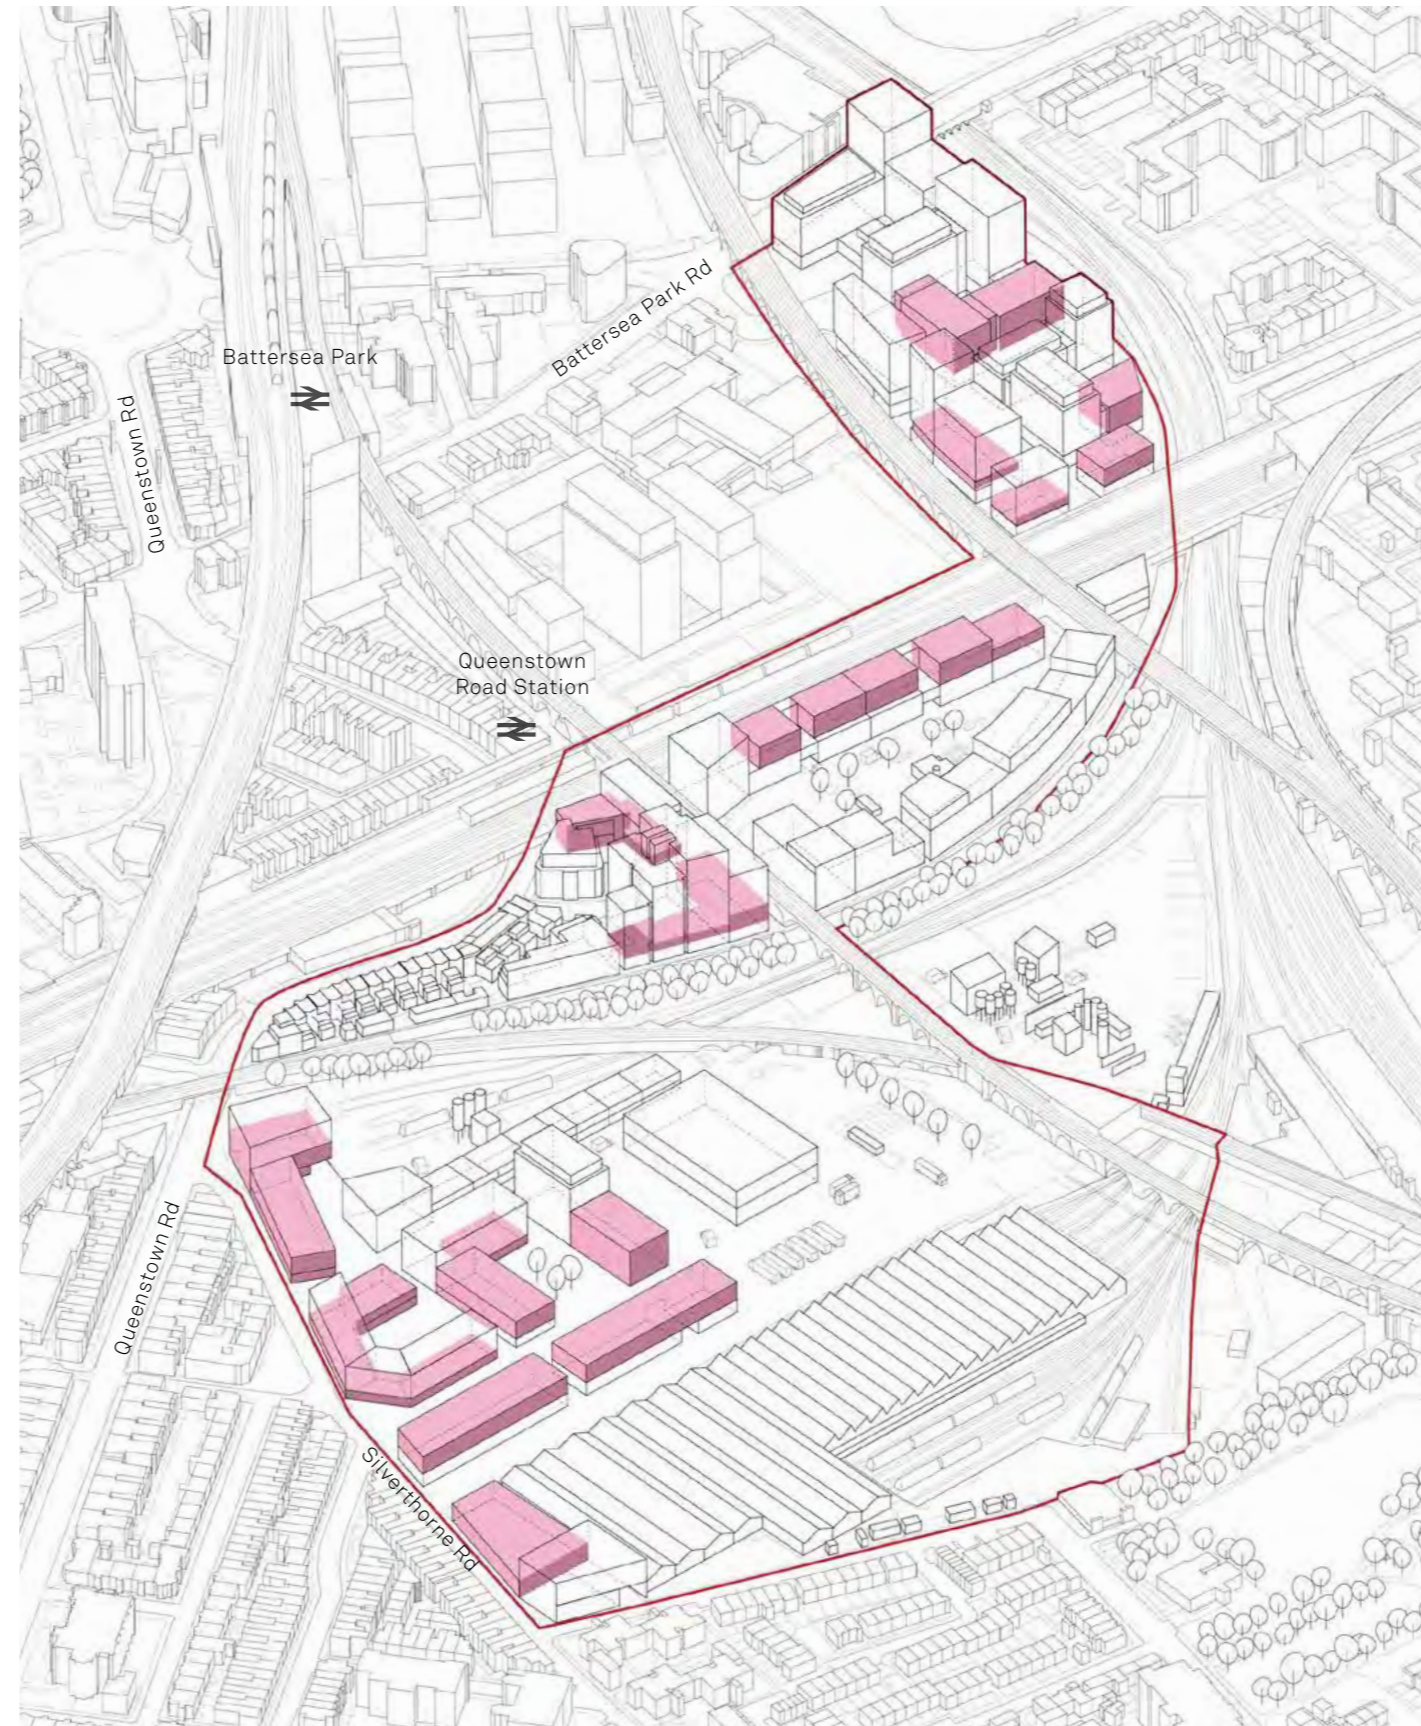 Battersea Park Rd
Battersea Park
Queenstown Rd
Queenstown
Road Station
Queenstown Rd
Silverthorne Rd